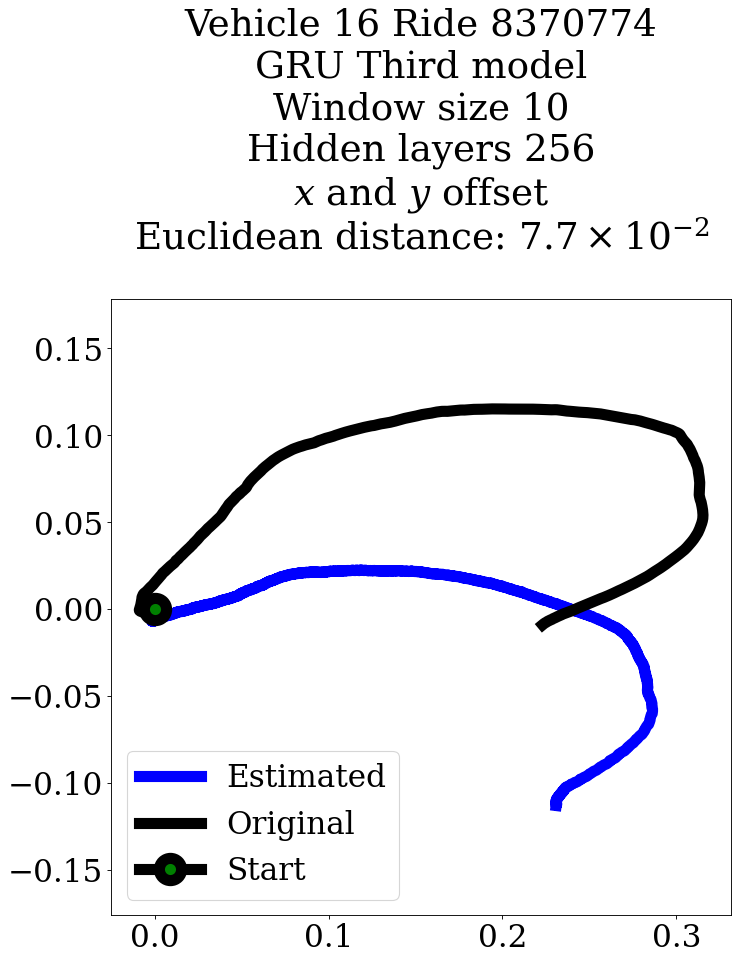 Vehicle 16 Ride 8370774
GRU Third model
Window size 10
Hidden layers 256
x and y offset
Euclidean distance: 7.7 × 10⁻²
0.15
0.10
0.05
0.00
−0.05
−0.10
−0.15
Estimated
Original
Start
0.0 0.1 0.2 0.3